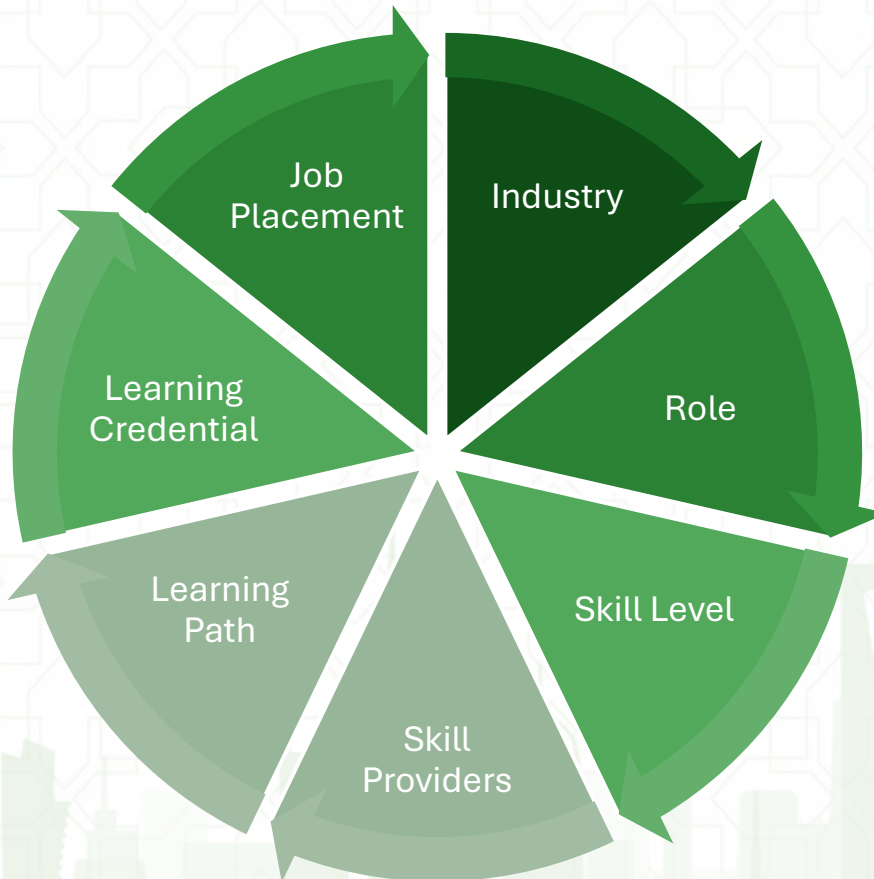 Industry
Role
Skill Level
Skill
Providers
Learning
Path
Learning
Credential
Job
Placement